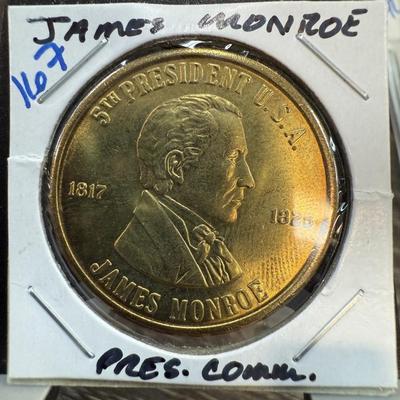 JAMES MONROE
167
5TH PRESIDENT U.S.A.
1817
1825
JAMES MONROE
PRES. COMM.